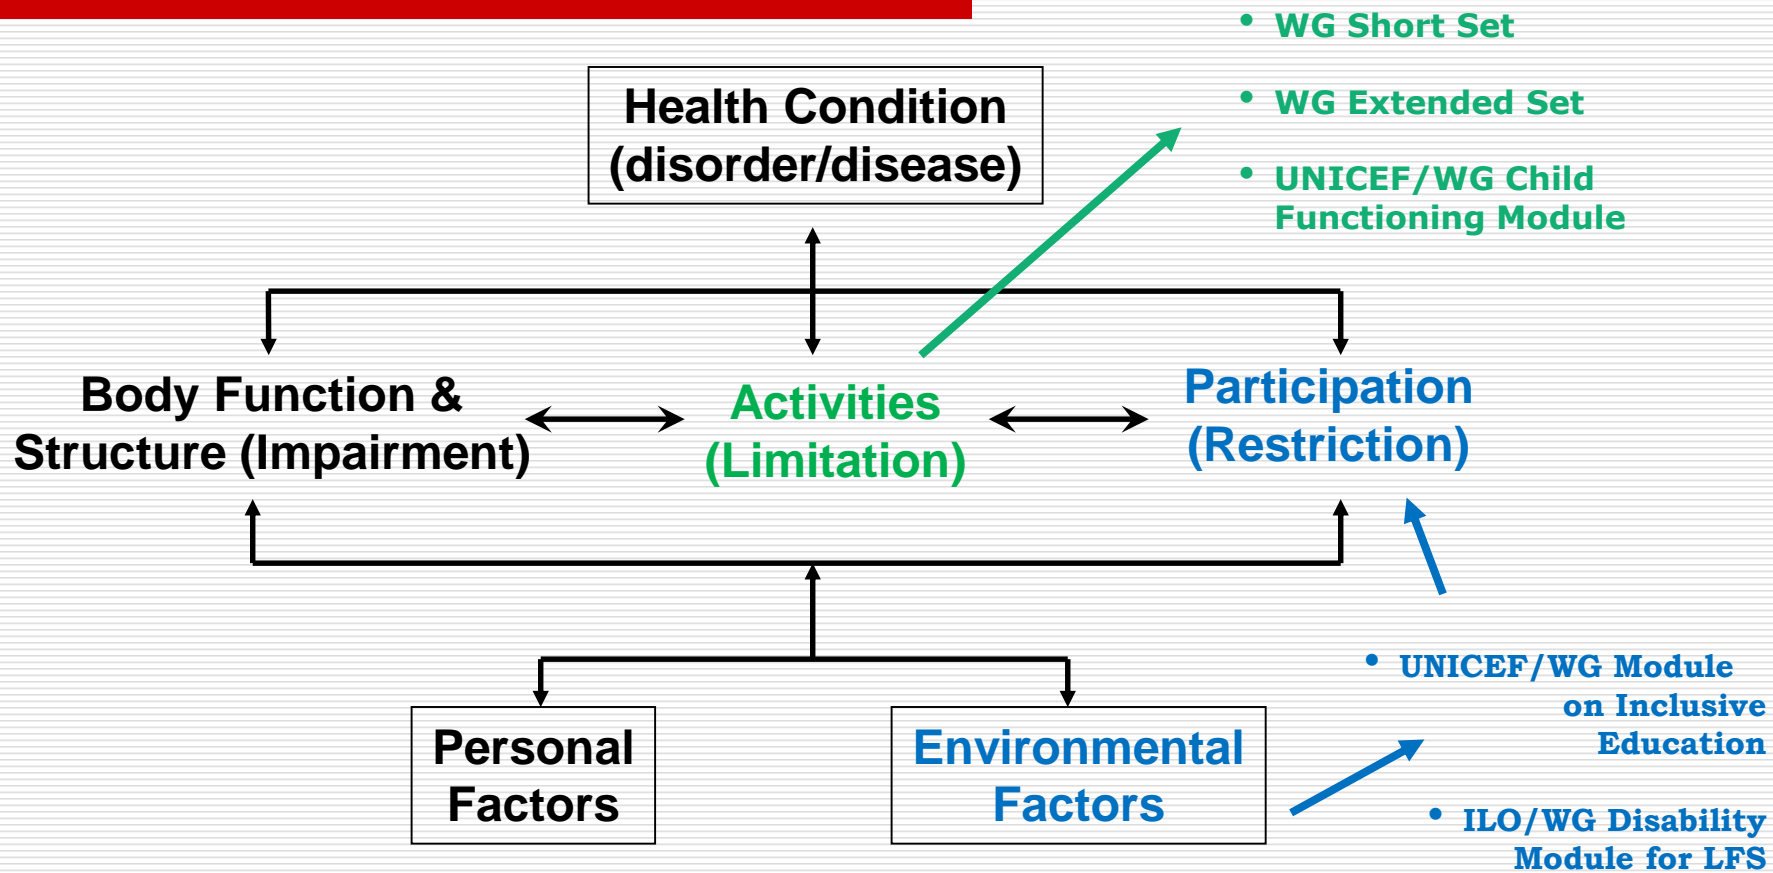 • WG Short Set
• WG Extended Set
• UNICEF/WG Child
Functioning Module
Health Condition
(disorder/disease)
Body Function &
Structure (Impairment)
Activities
(Limitation)
Participation
(Restriction)
Personal
Factors
Environmental
Factors
• UNICEF/WG Module
on Inclusive
Education
• ILO/WG Disability
Module for LFS